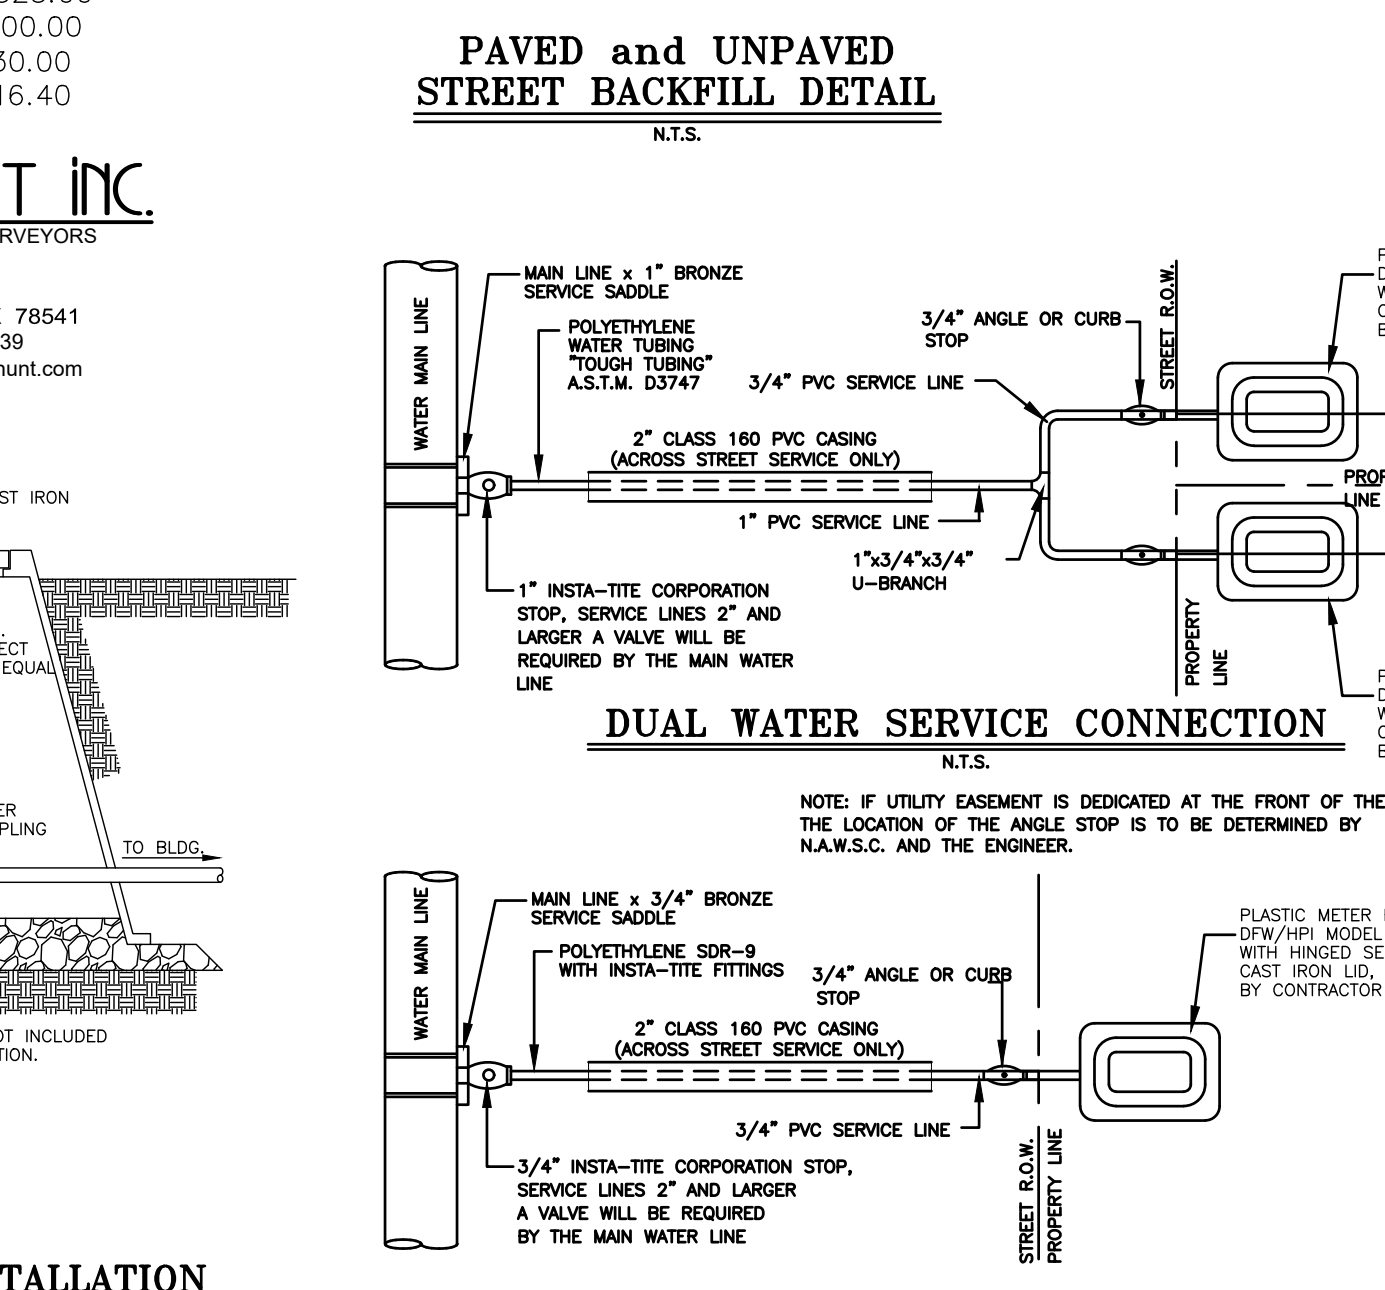 00.00
30.00
16.40
T INC.
RVEYORS
78541
39
hunt.com
ST IRON
ECT
EQUAL
ER
PLING
TO BLDG.
OT INCLUDED
TION.
TALLATION
PAVED and UNPAVED
STREET BACKFILL DETAIL
N.T.S.
WATER MAIN LINE
MAIN LINE x 1" BRONZE
SERVICE SADDLE
POLYETHYLENE
WATER TUBING
"TOUGH TUBING"
A.S.T.M. D3747
3/4" ANGLE OR CURB
STOP
STREET R.O.W.
3/4" PVC SERVICE LINE
2" CLASS 160 PVC CASING
(ACROSS STREET SERVICE ONLY)
LINE
1" PVC SERVICE LINE
1"x3/4"x3/4"
U-BRANCH
1" INSTA-TITE CORPORATION
STOP, SERVICE LINES 2" AND
LARGER A VALVE WILL BE
REQUIRED BY THE MAIN WATER
LINE
PROPERTY
LINE
DUAL WATER SERVICE CONNECTION
N.T.S.
NOTE: IF UTILITY EASEMENT IS DEDICATED AT THE FRONT OF THE
THE LOCATION OF THE ANGLE STOP IS TO BE DETERMINED BY
N.A.W.S.C. AND THE ENGINEER.
WATER MAIN LINE
MAIN LINE x 3/4" BRONZE
SERVICE SADDLE
POLYETHYLENE SDR-9
WITH INSTA-TITE FITTINGS
3/4" ANGLE OR CURB
STOP
2" CLASS 160 PVC CASING
(ACROSS STREET SERVICE ONLY)
3/4" PVC SERVICE LINE
3/4" INSTA-TITE CORPORATION STOP,
SERVICE LINES 2" AND LARGER
A VALVE WILL BE REQUIRED
BY THE MAIN WATER LINE
STREET R.O.W.
PROPERTY LINE
PLASTIC METER
DFW/HPI MODEL
WITH HINGED SE
CAST IRON LID,
BY CONTRACTOR